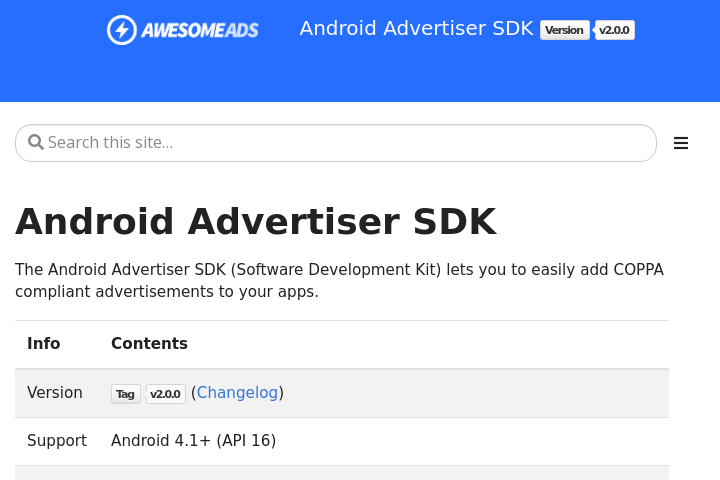 AWESOMEADS Android Advertiser SDK Version v2.0.0
Search this site...
Android Advertiser SDK
The Android Advertiser SDK (Software Development Kit) lets you to easily add COPPA
compliant advertisements to your apps.
Info Contents
Version Tag v2.0.0 (Changelog)
Support Android 4.1+ (API 16)